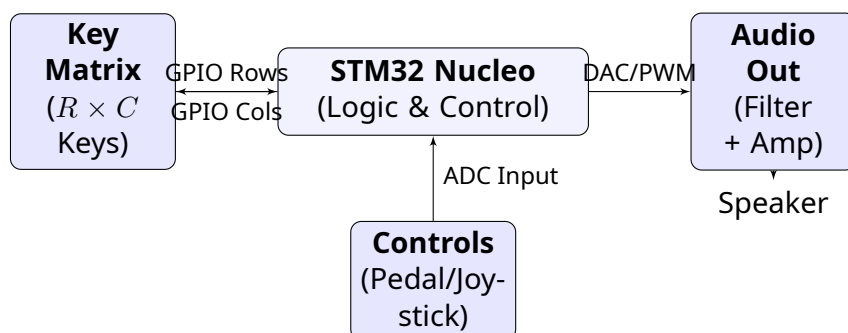 Key
Matrix
(R × C
Keys)
GPIO Rows
GPIO Cols
STM32 Nucleo
(Logic & Control)
DAC/PWM
Audio
Out
(Filter
+ Amp)
ADC Input
Speaker
Controls
(Pedal/Joy-
stick)